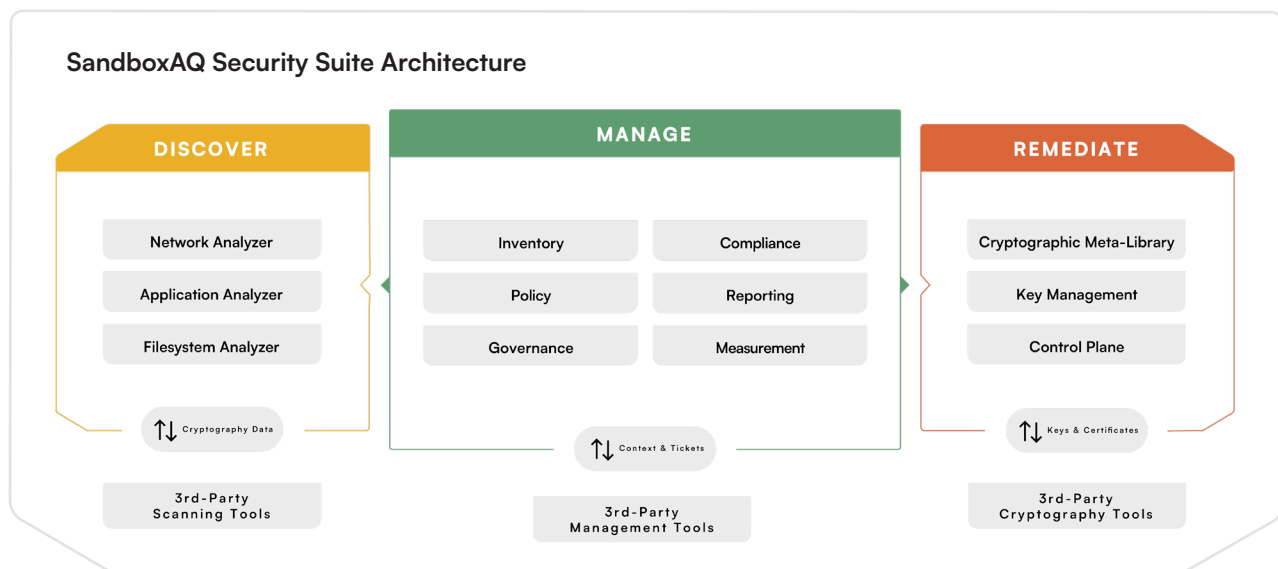 SandboxAQ Security Suite Architecture
DISCOVER
Network Analyzer
Application Analyzer
Filesystem Analyzer
Cryptography Data
3rd-Party
Scanning Tools
MANAGE
Inventory
Compliance
Policy
Reporting
Governance
Measurement
Context & Tickets
3rd-Party
Management Tools
REMEDIATE
Cryptographic Meta-Library
Key Management
Control Plane
Keys & Certificates
3rd-Party
Cryptography Tools